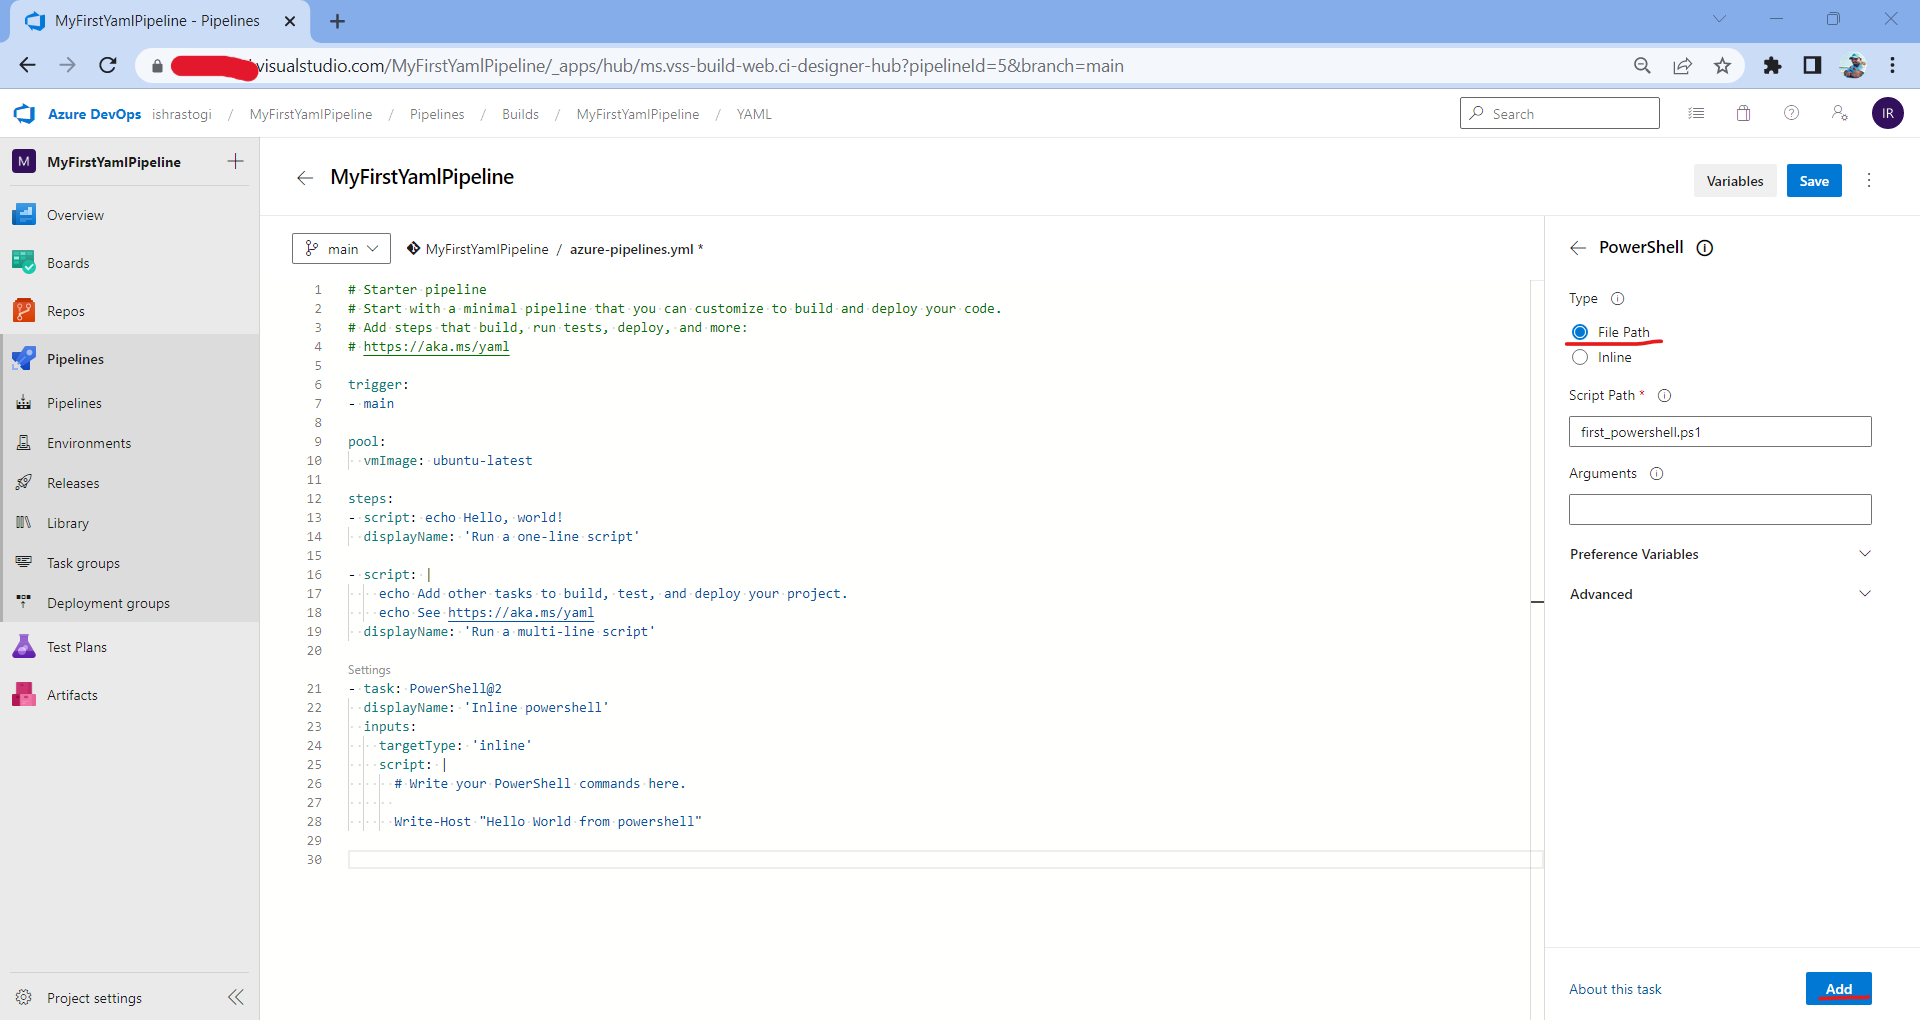 MyFirstYamlPipeline - Pipelines
visualstudio.com/MyFirstYamlPipeline/_apps/hub/ms.vss-build-web.ci-designer-hub?pipelineId=5&branch=main
Azure DevOps ishrastogi / MyFirstYamlPipeline / Pipelines / Builds / MyFirstYamlPipeline / YAML
Search
IR
M MyFirstYamlPipeline
Overview
Boards
Repos
Pipelines
Pipelines
Environments
Releases
Library
Task groups
Deployment groups
Test Plans
Artifacts
Project settings
MyFirstYamlPipeline
Variables
Save
main
MyFirstYamlPipeline / azure-pipelines.yml *
1 # Starter pipeline
2 # Start with a minimal pipeline that you can customize to build and deploy your code.
3 # Add steps that build, run tests, deploy, and more:
4 # https://aka.ms/yaml
5
6 trigger:
7 - main
8
9 pool:
10   vmImage: ubuntu-latest
11
12 steps:
13 - script: echo Hello, world!
14   displayName: 'Run a one-line script'
15
16 - script: |
17     echo Add other tasks to build, test, and deploy your project.
18     echo See https://aka.ms/yaml
19   displayName: 'Run a multi-line script'
20
Settings
21 - task: PowerShell@2
22   displayName: 'Inline powershell'
23   inputs:
24     targetType: 'inline'
25     script: |
26       # Write your PowerShell commands here.
27
28       Write-Host "Hello World from powershell"
29
30
PowerShell
Type
File Path
Inline
Script Path *
first_powershell.ps1
Arguments
Preference Variables
Advanced
About this task
Add